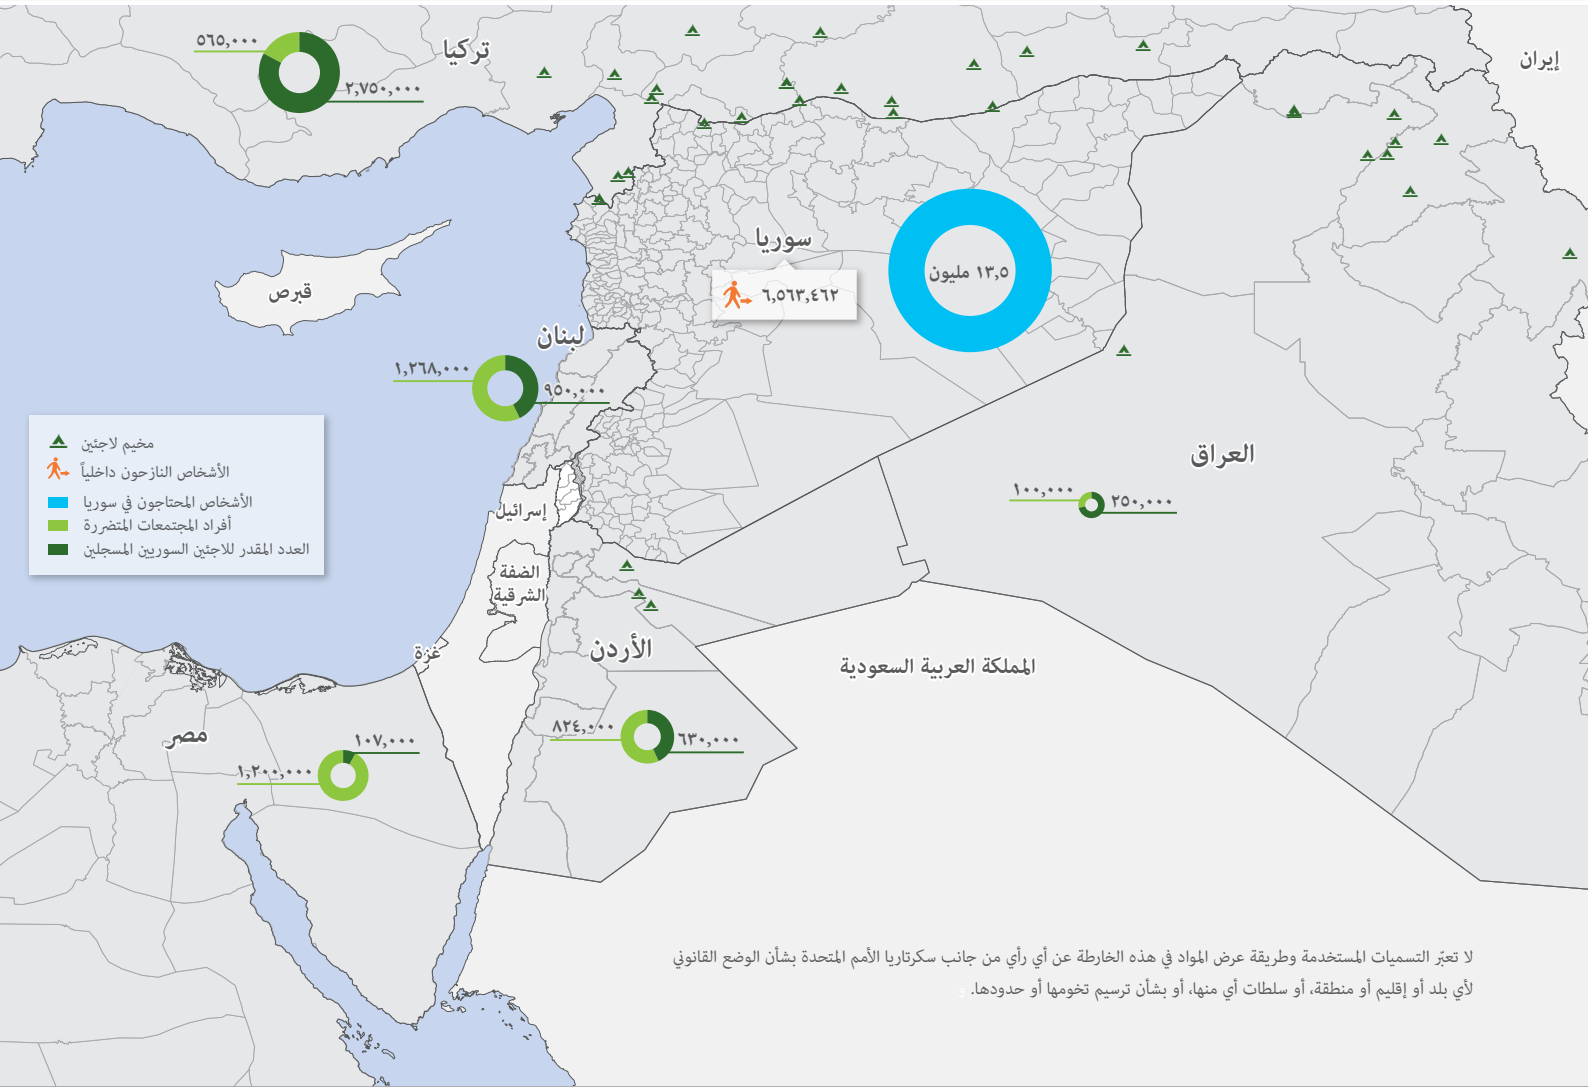 تركيا
٥٦٥,٠٠٠
٢,٧٥٠,٠٠٠
إيران
سوريا
٦,٥٦٣,٤٦٢
١٣,٥ مليون
قبرص
لبنان
١,٢٦٨,٠٠٠
٩٥٠,٠٠٠
مخيم لاجئين
الأشخاص النازحون داخلياً
الأشخاص المحتاجون في سوريا
أفراد المجتمعات المتضررة
العدد المقدر للاجئين السوريين المسجلين
العراق
١٠٠,٠٠٠
٢٥٠,٠٠٠
إسرائيل
الضفة
الشرقية
غزة
الأردن
٨٢٤,٠٠٠
٦٣٠,٠٠٠
المملكة العربية السعودية
مصر
١٠٧,٠٠٠
١,٢٠٠,٠٠٠
لا تعبّر التسميات المستخدمة وطريقة عرض المواد في هذه الخارطة عن أي رأي من جانب سكرتاريا الأمم المتحدة بشأن الوضع القانوني
لأي بلد أو إقليم أو منطقة، أو سلطات أي منها، أو بشأن ترسيم تخومها أو حدودها. و